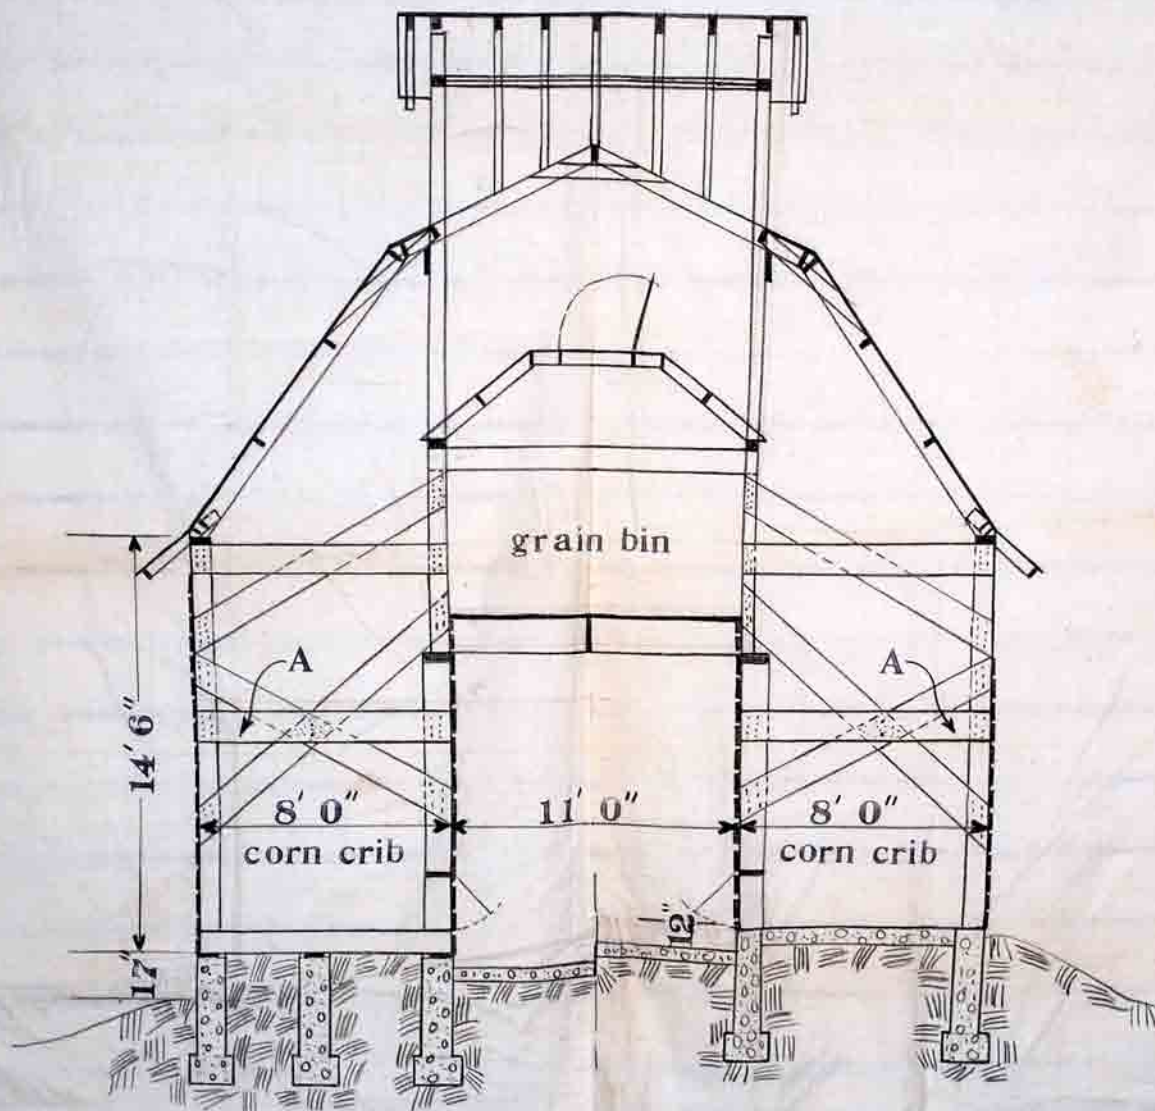 grain bin
A
A
14' 6"
8' 0"
11' 0"
8' 0"
corn crib
corn crib
12"
17"